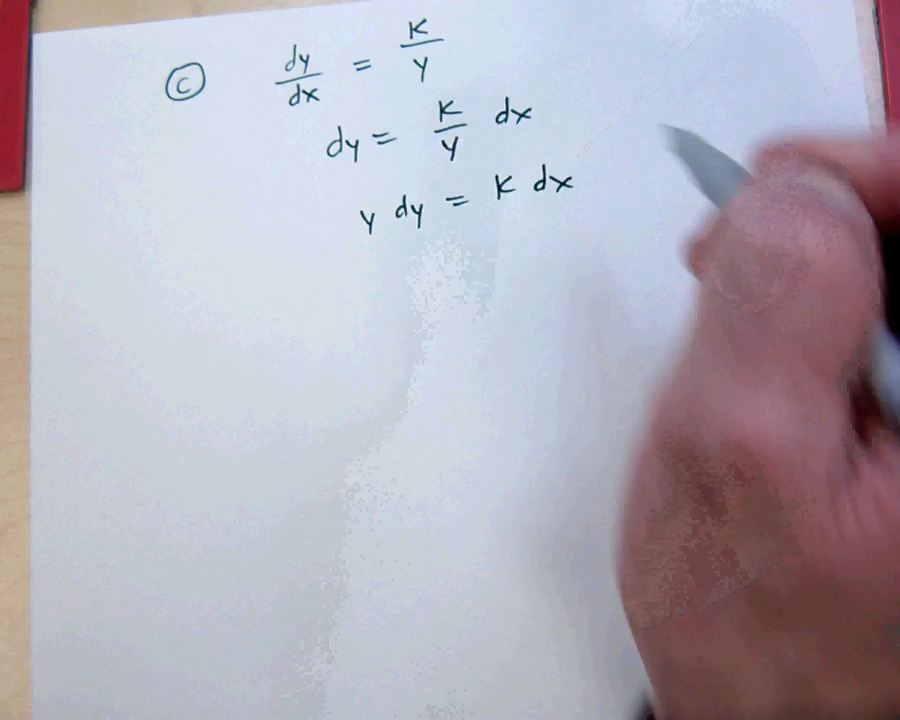 Ⓒ dy/dx = K/y
dy = K/y dx
y dy = K dx